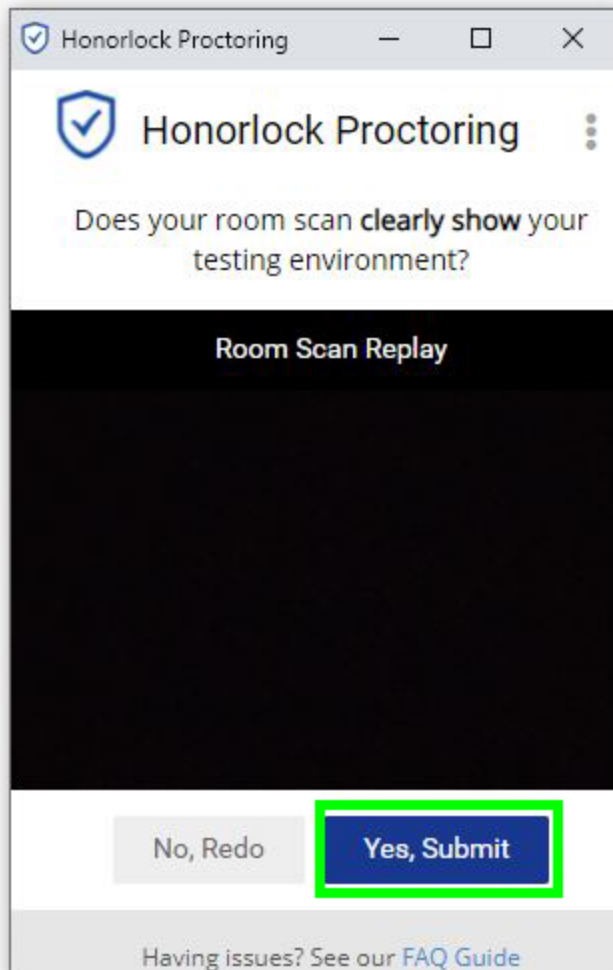 Honorlock Proctoring
Honorlock Proctoring
Does your room scan clearly show your
testing environment?
Room Scan Replay
No, Redo
Yes, Submit
Having issues? See our FAQ Guide